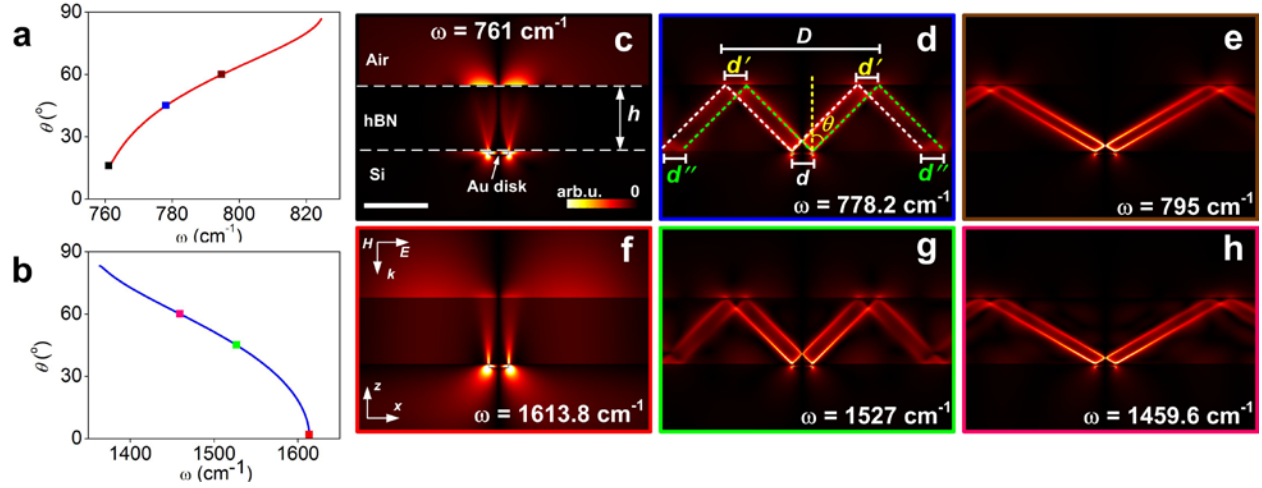 a
90
60
30
0
θ (°)
760 780 800 820
ω (cm-1)
b
90
60
30
0
θ (°)
1400 1500 1600
ω (cm-1)
c
ω = 761 cm-1
Air
hBN
h
Si
Au disk
arb.u. 0
d
D
d′ d′
θ
d″ d d″
ω = 778.2 cm-1
e
ω = 795 cm-1
f
H E
k
z
x
ω = 1613.8 cm-1
g
ω = 1527 cm-1
h
ω = 1459.6 cm-1